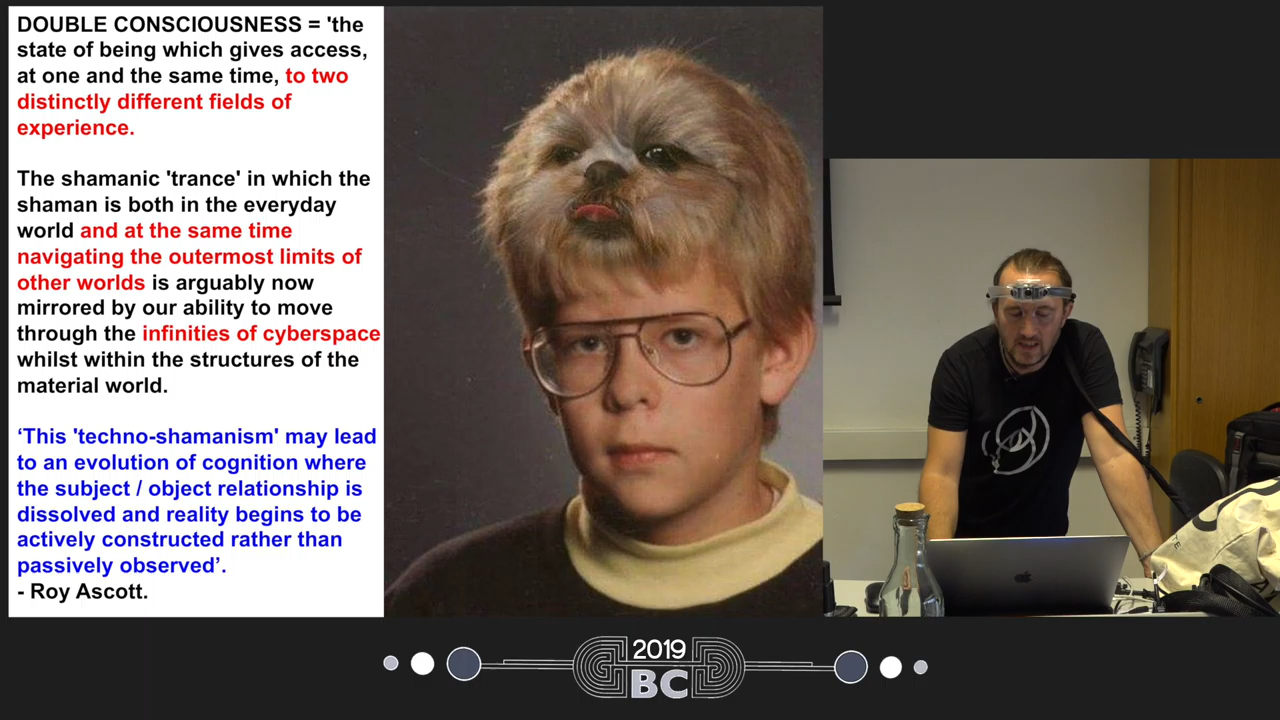 DOUBLE CONSCIOUSNESS = 'the
state of being which gives access,
at one and the same time, to two
distinctly different fields of
experience.
The shamanic 'trance' in which the
shaman is both in the everyday
world and at the same time
navigating the outermost limits of
other worlds is arguably now
mirrored by our ability to move
through the infinities of cyberspace
whilst within the structures of the
material world.
‘This 'techno-shamanism' may lead
to an evolution of cognition where
the subject / object relationship is
dissolved and reality begins to be
actively constructed rather than
passively observed’.
- Roy Ascott.
2019
BC